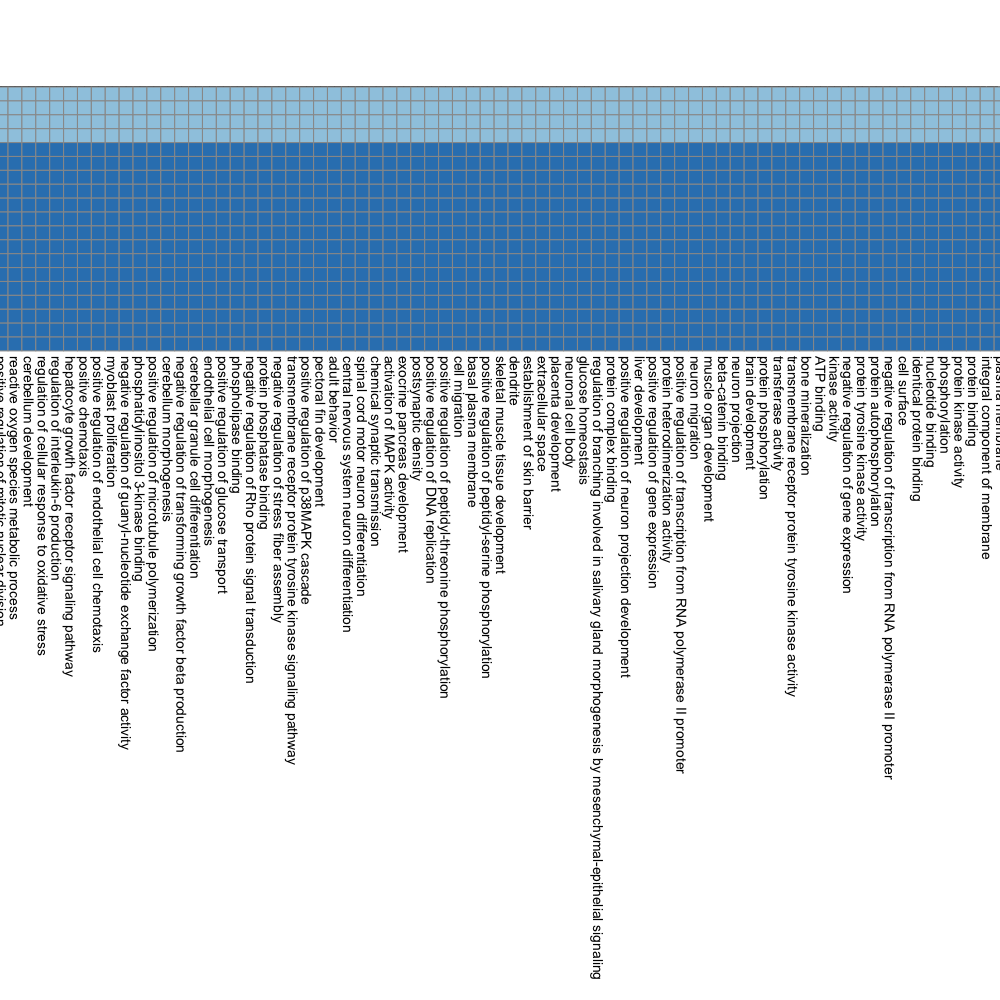 positive regulation of mitotic nuclear division
reactive oxygen species metabolic process
cerebellum development
regulation of cellular response to oxidative stress
regulation of interleukin-6 production
hepatocyte growth factor receptor signaling pathway
positive chemotaxis
positive regulation of endothelial cell chemotaxis
myoblast proliferation
negative regulation of guanyl-nucleotide exchange factor activity
phosphatidylinositol 3-kinase binding
positive regulation of microtubule polymerization
cerebellum morphogenesis
negative regulation of transforming growth factor beta production
cerebellar granule cell differentiation
endothelial cell morphogenesis
positive regulation of glucose transport
phospholipase binding
negative regulation of Rho protein signal transduction
protein phosphatase binding
negative regulation of stress fiber assembly
transmembrane receptor protein tyrosine kinase signaling pathway
positive regulation of p38MAPK cascade
pectoral fin development
adult behavior
central nervous system neuron differentiation
spinal cord motor neuron differentiation
chemical synaptic transmission
activation of MAPK activity
exocrine pancreas development
postsynaptic density
positive regulation of DNA replication
positive regulation of peptidyl-threonine phosphorylation
cell migration
basal plasma membrane
positive regulation of peptidyl-serine phosphorylation
skeletal muscle tissue development
dendrite
establishment of skin barrier
extracellular space
placenta development
neuronal cell body
glucose homeostasis
regulation of branching involved in salivary gland morphogenesis by mesenchymal-epithelial signaling
protein complex binding
positive regulation of neuron projection development
liver development
positive regulation of gene expression
protein heterodimerization activity
positive regulation of transcription from RNA polymerase II promoter
neuron migration
muscle organ development
beta-catenin binding
neuron projection
brain development
protein phosphorylation
transferase activity
transmembrane receptor protein tyrosine kinase activity
bone mineralization
ATP binding
kinase activity
negative regulation of gene expression
protein tyrosine kinase activity
protein autophosphorylation
negative regulation of transcription from RNA polymerase II promoter
cell surface
identical protein binding
nucleotide binding
phosphorylation
protein kinase activity
protein binding
integral component of membrane
plasma membrane